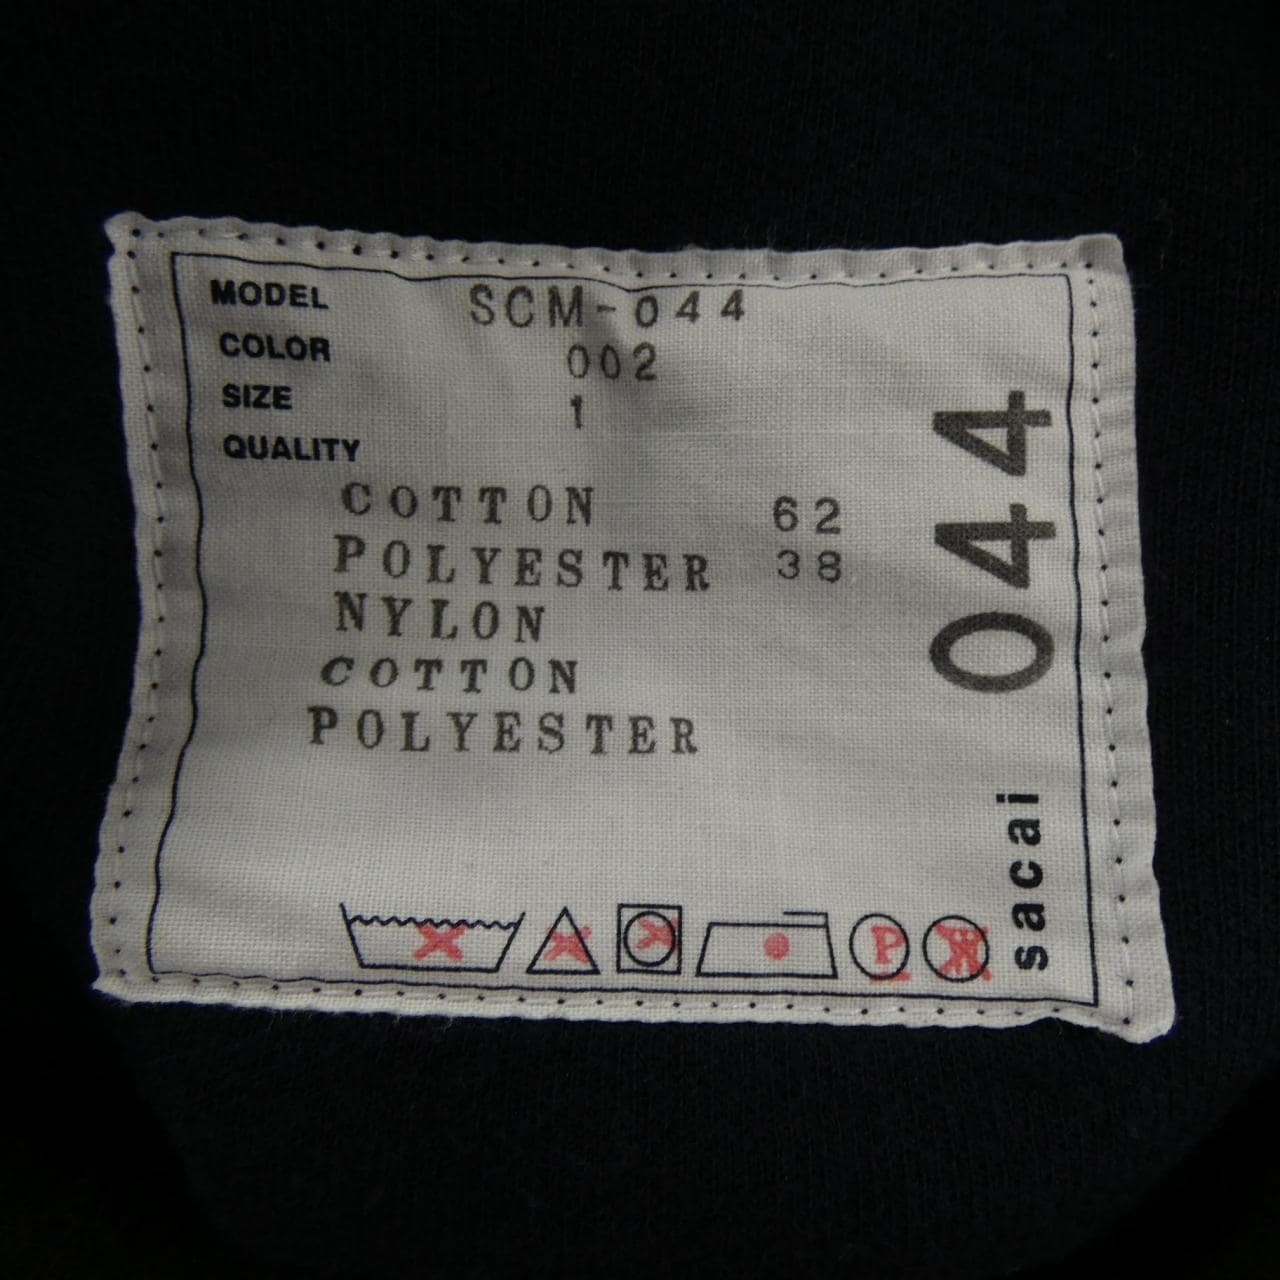 MODEL SCM-044
COLOR 002
SIZE 1
QUALITY
COTTON 62
POLYESTER 38
NYLON
COTTON
POLYESTER
sacai 044
P
W